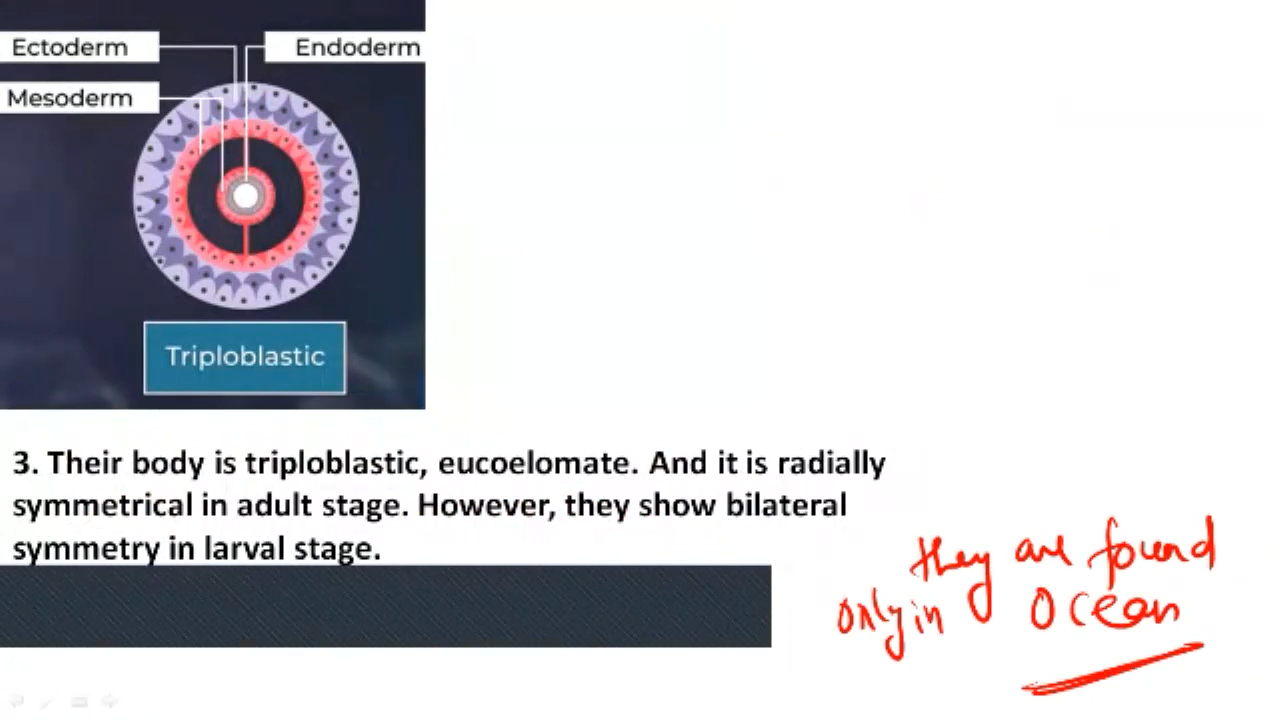 Ectoderm
Endoderm
Mesoderm
Triploblastic
3. Their body is triploblastic, eucoelomate. And it is radially
symmetrical in adult stage. However, they show bilateral
symmetry in larval stage.
they are found
only in Ocean